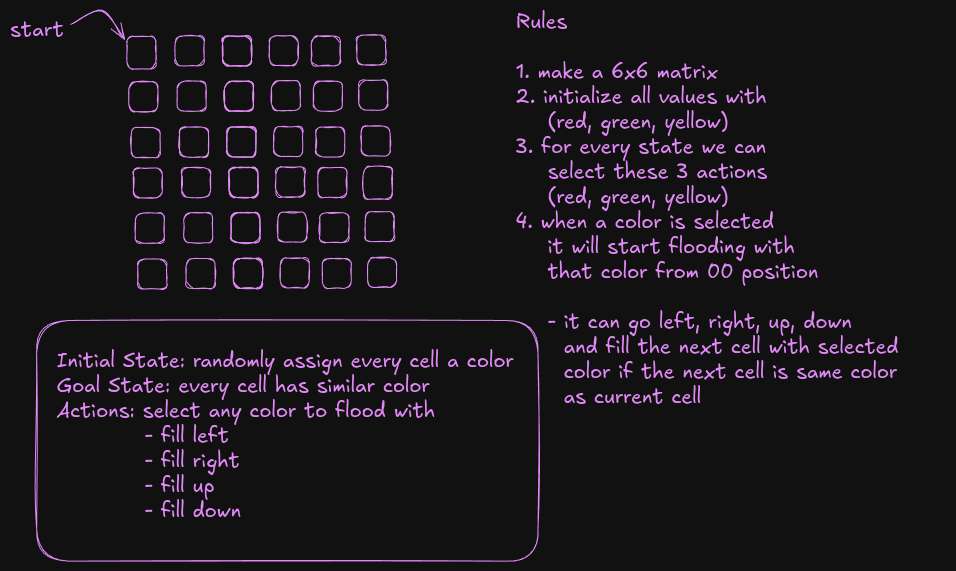 start
Rules
1. make a 6x6 matrix
2. initialize all values with
(red, green, yellow)
3. for every state we can
select these 3 actions
(red, green, yellow)
4. when a color is selected
it will start flooding with
that color from 00 position
- it can go left, right, up, down
and fill the next cell with selected
color if the next cell is same color
as current cell
Initial State: randomly assign every cell a color
Goal State: every cell has similar color
Actions: select any color to flood with
- fill left
- fill right
- fill up
- fill down